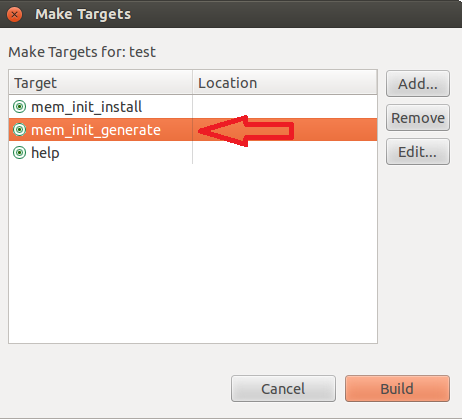 Make Targets
Make Targets for: test
Target Location
mem_init_install
mem_init_generate
help
Add...
Remove
Edit...
Cancel Build